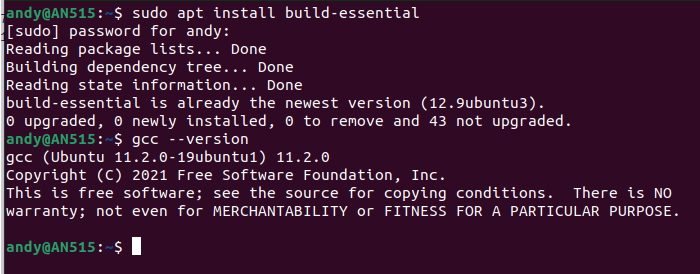 andy@AN515:~$ sudo apt install build-essential
[sudo] password for andy:
Reading package lists... Done
Building dependency tree... Done
Reading state information... Done
build-essential is already the newest version (12.9ubuntu3).
0 upgraded, 0 newly installed, 0 to remove and 43 not upgraded.
andy@AN515:~$ gcc --version
gcc (Ubuntu 11.2.0-19ubuntu1) 11.2.0
Copyright (C) 2021 Free Software Foundation, Inc.
This is free software; see the source for copying conditions.  There is NO
warranty; not even for MERCHANTABILITY or FITNESS FOR A PARTICULAR PURPOSE.

andy@AN515:~$